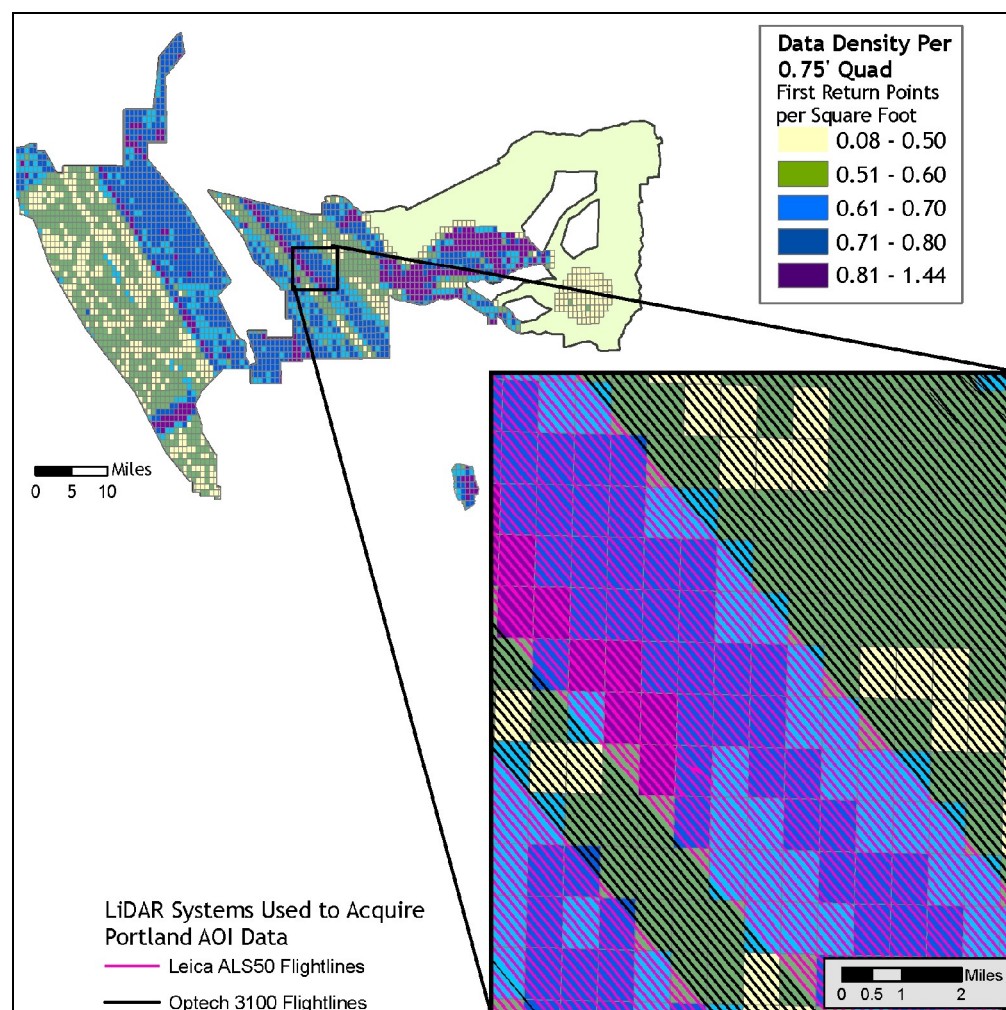 Data Density Per
0.75' Quad
First Return Points
per Square Foot
0.08 - 0.50
0.51 - 0.60
0.61 - 0.70
0.71 - 0.80
0.81 - 1.44
Miles
0 5 10
LiDAR Systems Used to Acquire
Portland AOI Data
Leica ALS50 Flightlines
Optech 3100 Flightlines
Miles
0 0.5 1 2